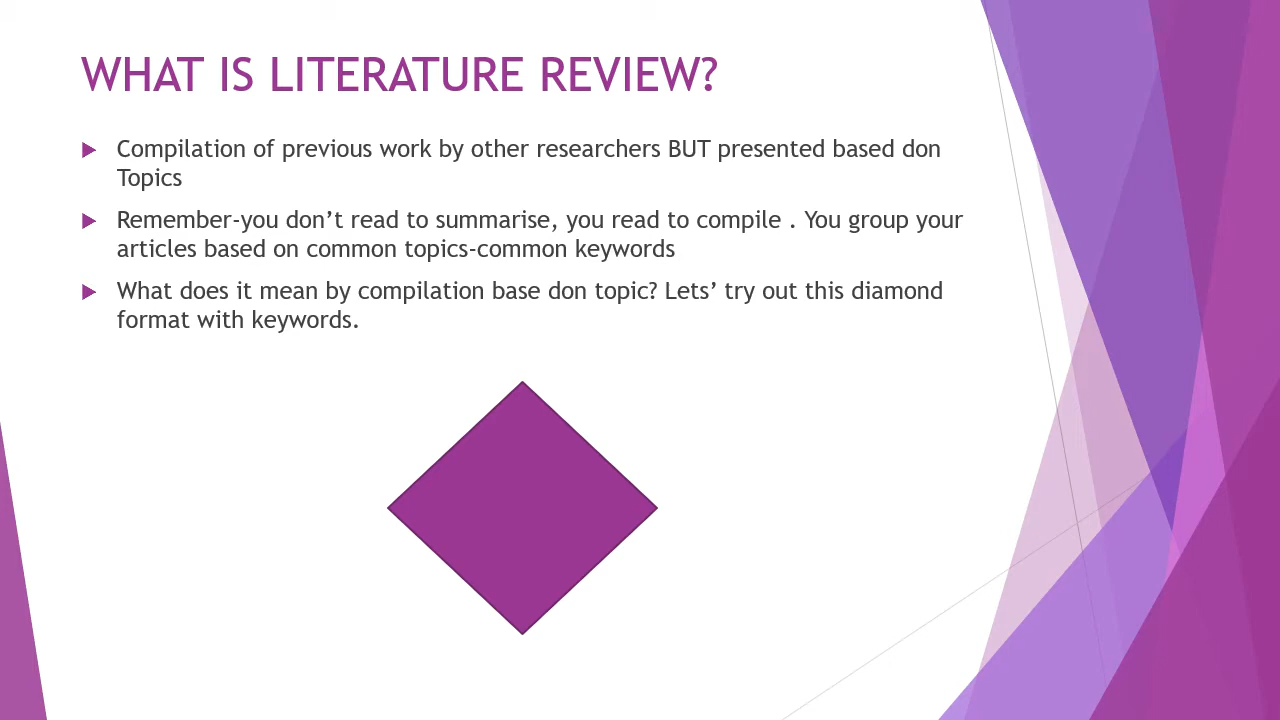 WHAT IS LITERATURE REVIEW?
Compilation of previous work by other researchers BUT presented based don
Topics
Remember-you don’t read to summarise, you read to compile . You group your
articles based on common topics-common keywords
What does it mean by compilation base don topic? Lets’ try out this diamond
format with keywords.